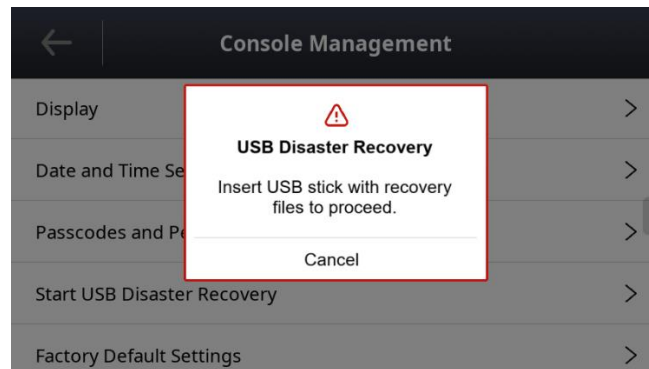 Console Management
Display
USB Disaster Recovery
Date and Time Se
Insert USB stick with recovery
files to proceed.
Passcodes and Pe
Cancel
Start USB Disaster Recovery
Factory Default Settings